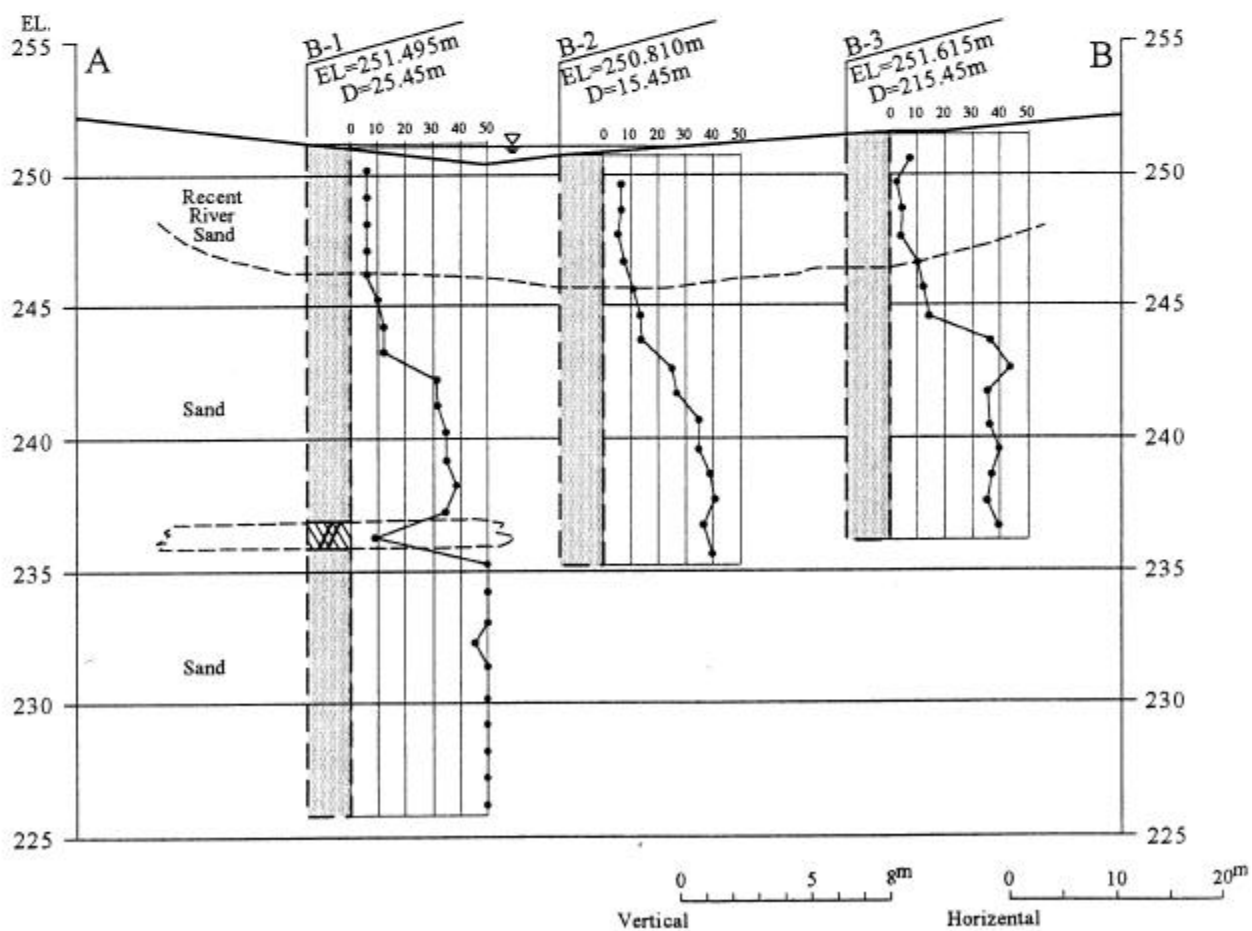 EL.
255
A
B-1
EL=251.495m
D=25.45m
B-2
EL=250.810m
D=15.45m
B-3
EL=251.615m
D=215.45m
B
255
0 10 20 30 40 50
0 10 20 30 40 50
0 10 20 30 40 50
250
250
Recent
River
Sand
245
245
Sand
240
240
235
235
Sand
230
230
225
225
0 5 8m
Vertical
0 10 20m
Horizental